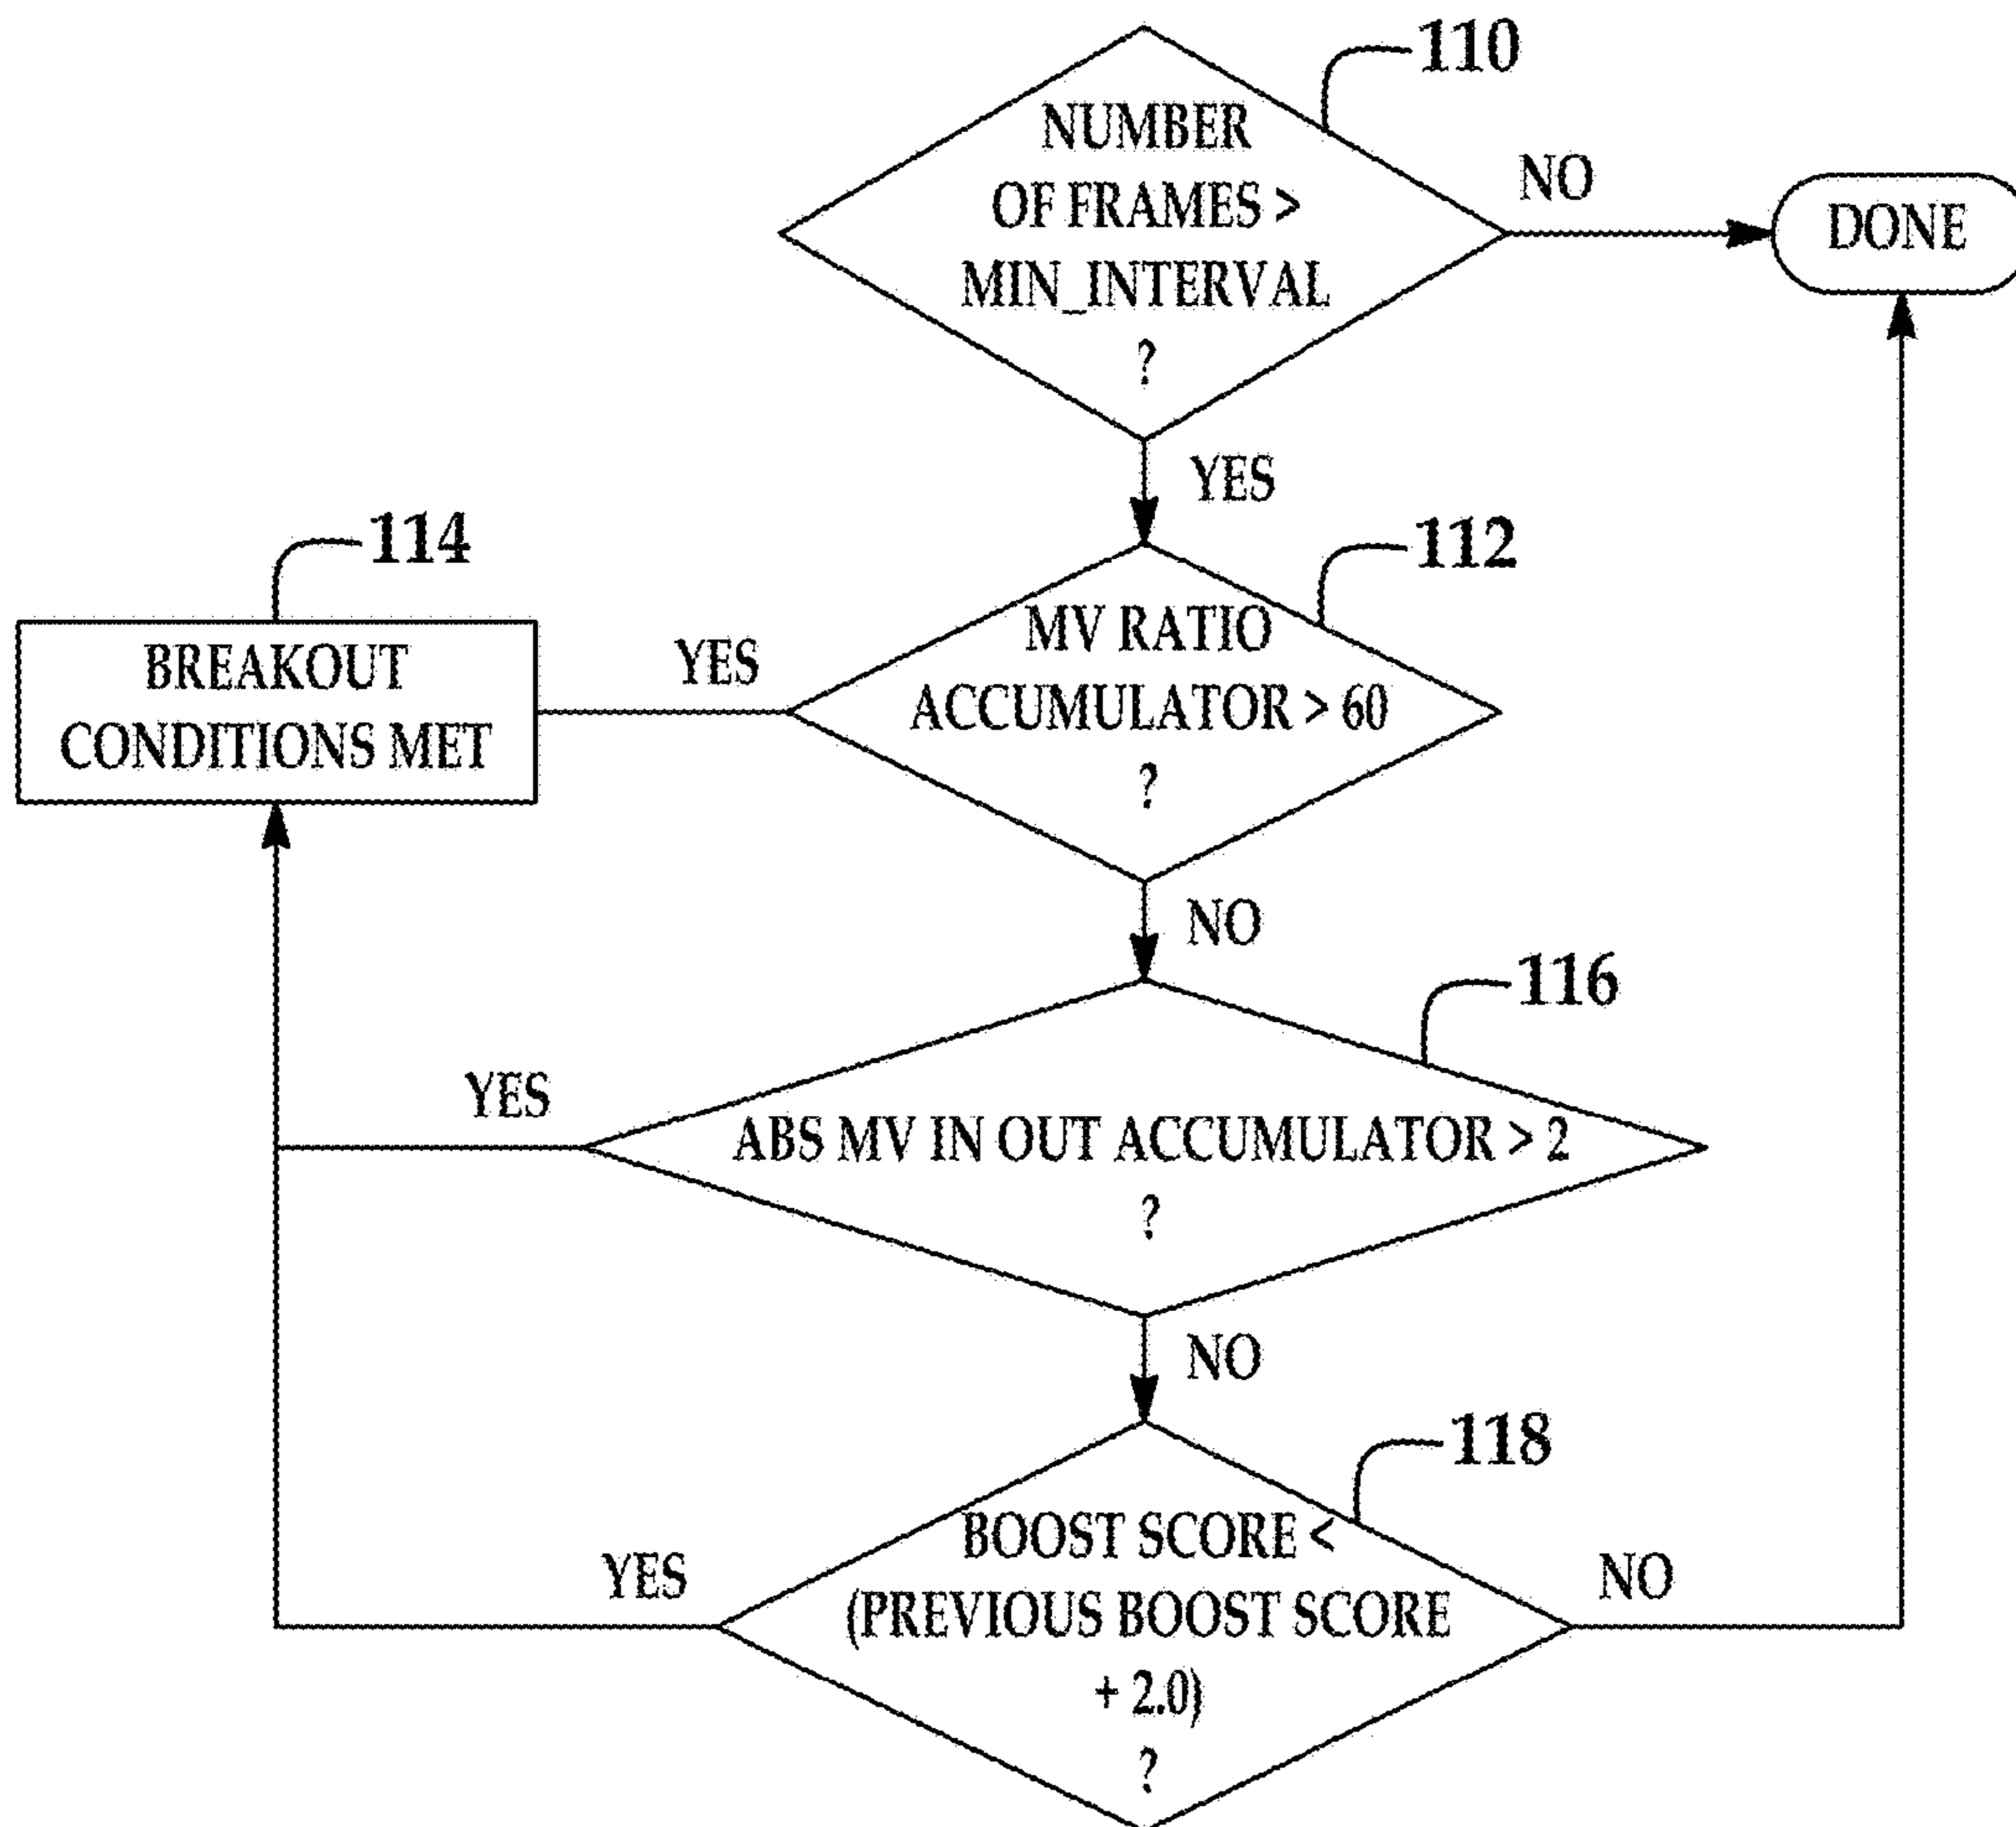 110
NUMBER
OF FRAMES >
MIN_INTERVAL
?
NO
DONE
YES
114
112
BREAKOUT
CONDITIONS MET
YES
MV RATIO
ACCUMULATOR > 60
?
NO
116
YES
ABS MV IN OUT ACCUMULATOR > 2
?
NO
118
YES
BOOST SCORE <
(PREVIOUS BOOST SCORE
+ 2.0)
?
NO